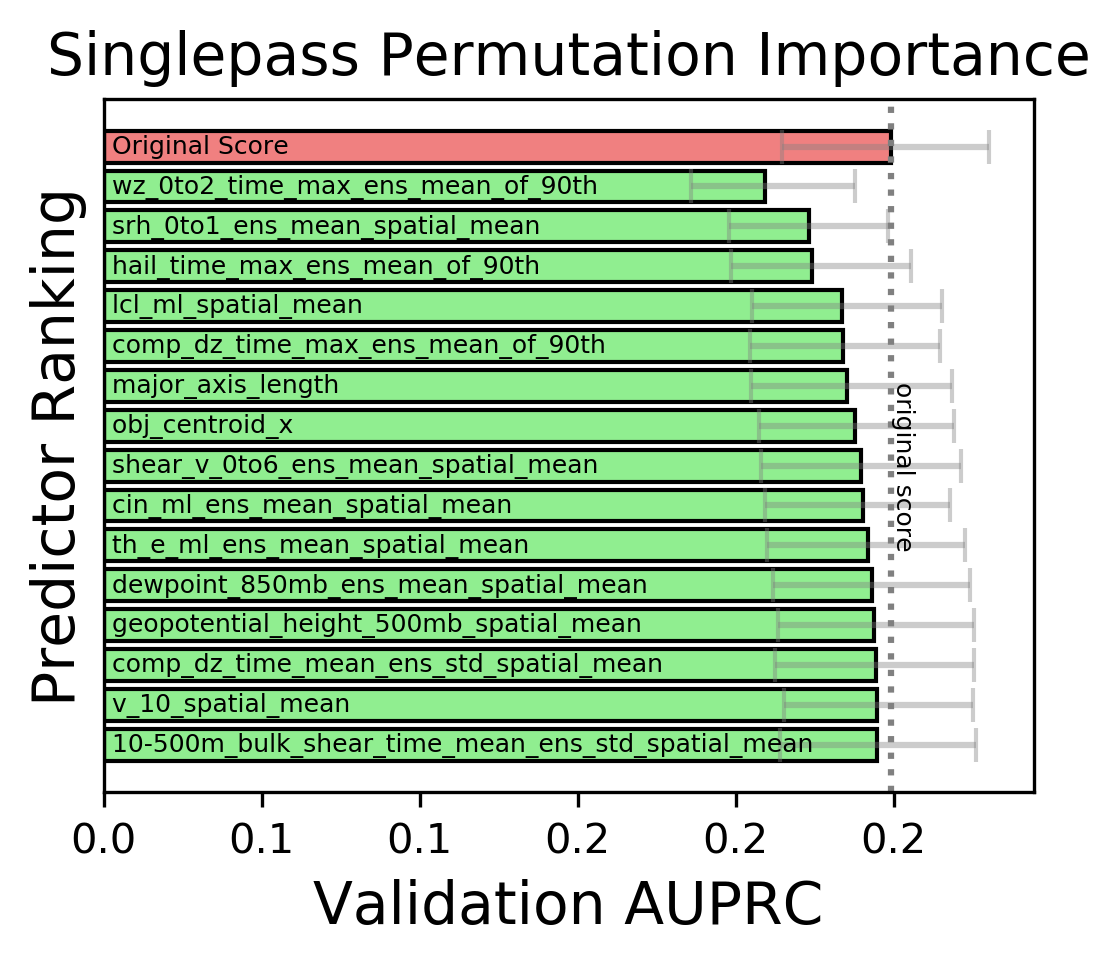 Singlepass Permutation Importance
Predictor Ranking
Original Score
wz_0to2_time_max_ens_mean_of_90th
srh_0to1_ens_mean_spatial_mean
hail_time_max_ens_mean_of_90th
lcl_ml_spatial_mean
comp_dz_time_max_ens_mean_of_90th
major_axis_length
obj_centroid_x
shear_v_0to6_ens_mean_spatial_mean
cin_ml_ens_mean_spatial_mean
th_e_ml_ens_mean_spatial_mean
dewpoint_850mb_ens_mean_spatial_mean
geopotential_height_500mb_spatial_mean
comp_dz_time_mean_ens_std_spatial_mean
v_10_spatial_mean
10-500m_bulk_shear_time_mean_ens_std_spatial_mean
original score
0.0 0.1 0.1 0.2 0.2 0.2
Validation AUPRC